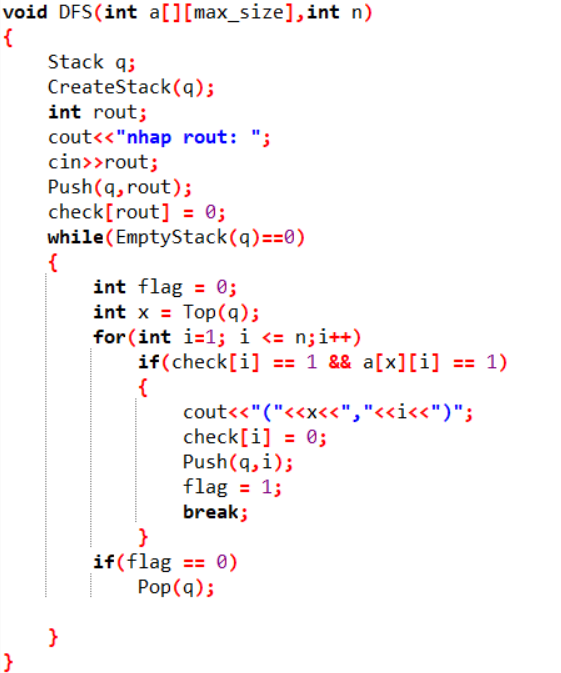 void DFS(int a[][max_size],int n)
{
    Stack q;
    CreateStack(q);
    int rout;
    cout<<"nhap rout: ";
    cin>>rout;
    Push(q,rout);
    check[rout] = 0;
    while(EmptyStack(q)==0)
    {
        int flag = 0;
        int x = Top(q);
        for(int i=1; i <= n;i++)
            if(check[i] == 1 && a[x][i] == 1)
            {
                cout<<"("<<x<<","<<i<<")";
                check[i] = 0;
                Push(q,i);
                flag = 1;
                break;
            }
        if(flag == 0)
            Pop(q);
    }
}